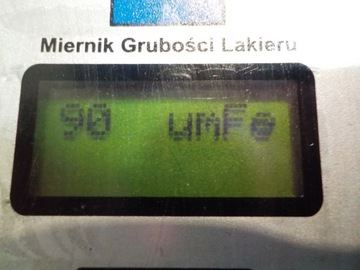 Miernik Grubości Lakieru
90 umFe